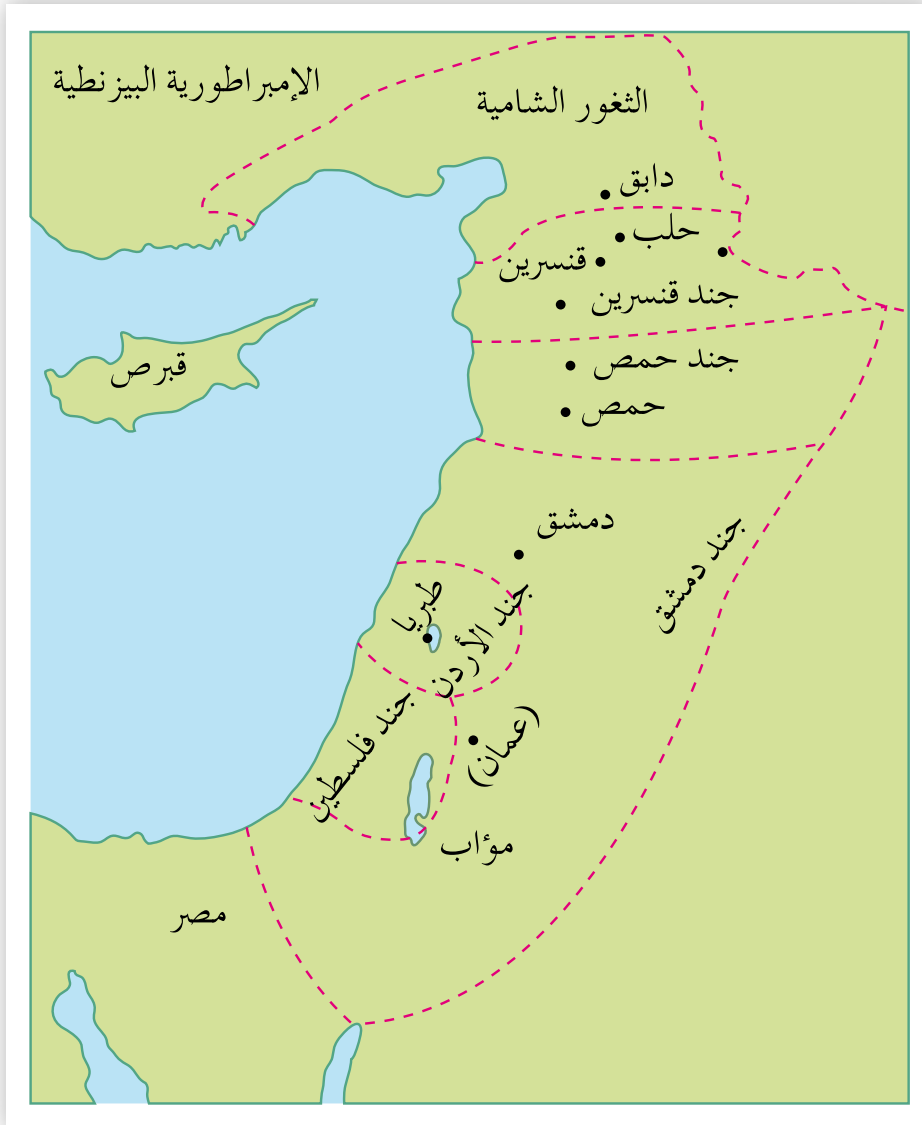 الإمبراطورية البيزنطية
الثغور الشامية
دابق
حلب
قنسرين
جند قنسرين
جند حمص
قبرص
حمص
دمشق
جند دمشق
طبريا
جند الأردن
جند فلسطين
(عمان)
مؤاب
مصر